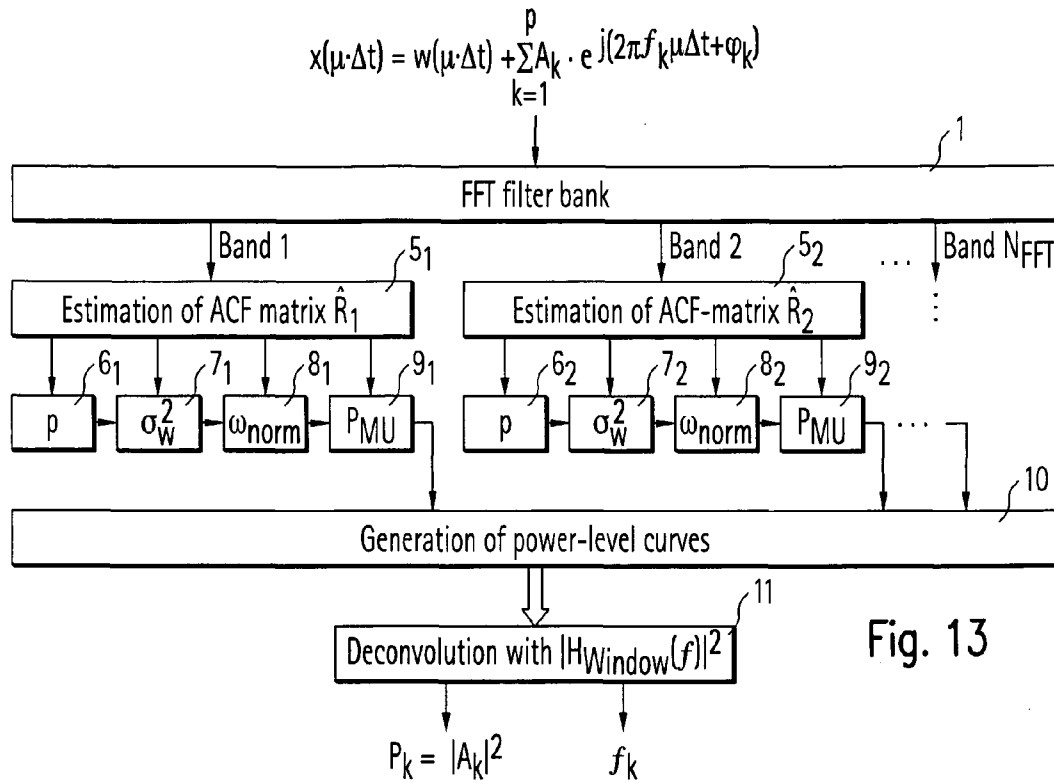 p
x(μ·Δt) = w(μ·Δt) + ∑ A_k · e^j(2πf_kμΔt+φ_k)
k=1
1
FFT filter bank
Band 1
Band 2
... Band N_FFT
5_1
5_2
Estimation of ACF matrix R̂_1
Estimation of ACF-matrix R̂_2
6_1 7_1 8_1 9_1
6_2 7_2 8_2 9_2
p σ_w^2 ω_norm P_MU
p σ_w^2 ω_norm P_MU ...
10
Generation of power-level curves
11
Deconvolution with |H_Window(f)|^2
Fig. 13
P_k = |A_k|^2
f_k